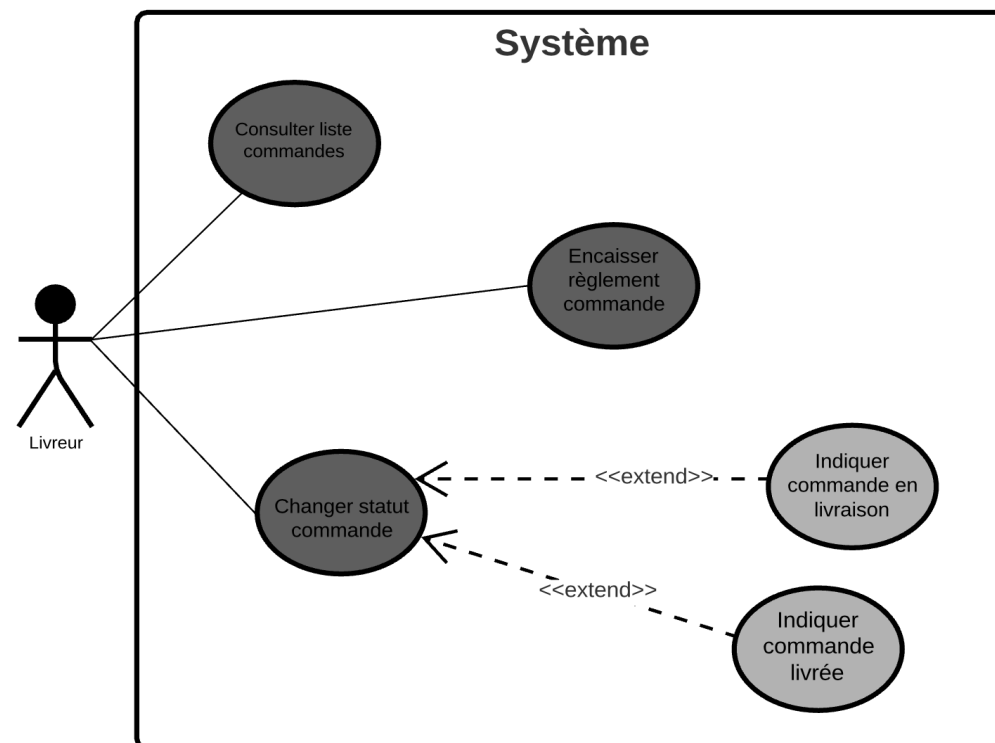 Système
Consulter liste
commandes
Encaisser
règlement
commande
Livreur
Changer statut
commande
<<extend>>
Indiquer
commande en
livraison
<<extend>>
Indiquer
commande
livrée